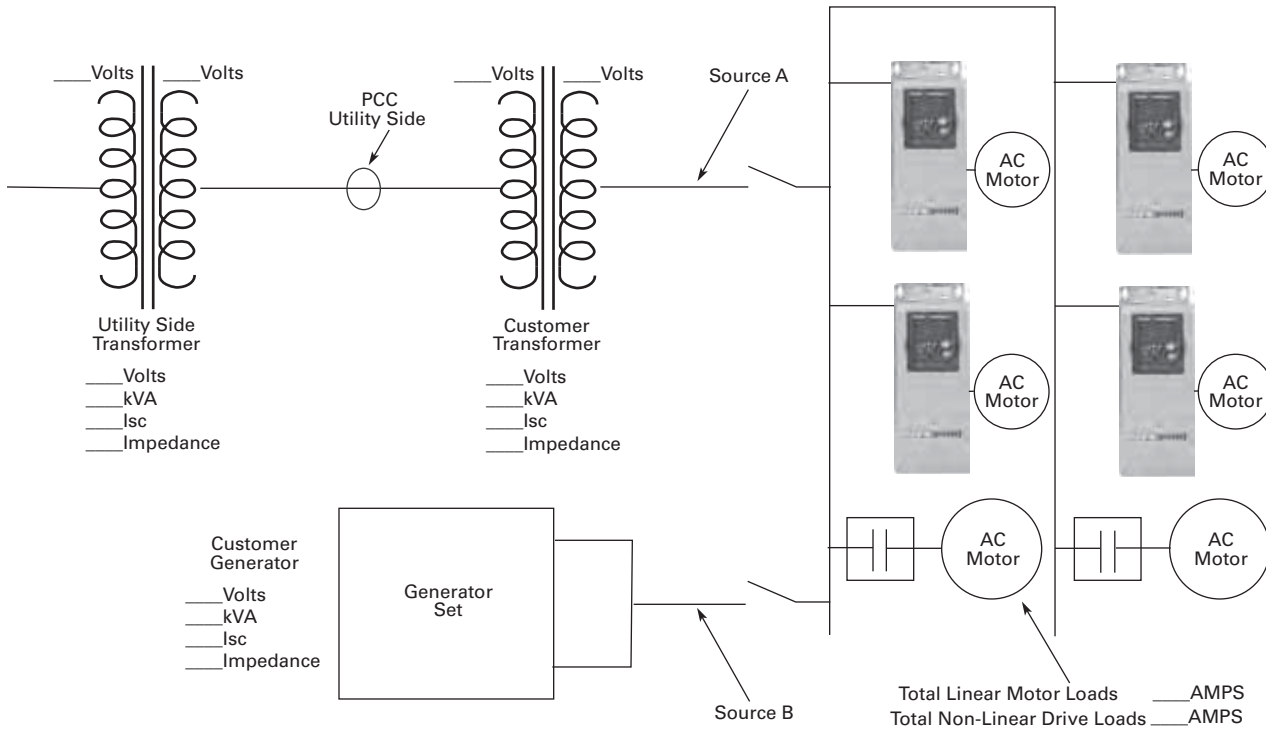 ____Volts ____Volts
PCC
Utility Side
____Volts ____Volts
Source A
AC
Motor
AC
Motor
Utility Side
Transformer
____Volts
____kVA
____Isc
____Impedance
Customer
Transformer
____Volts
____kVA
____Isc
____Impedance
AC
Motor
AC
Motor
Customer
Generator
____Volts
____kVA
____Isc
____Impedance
Generator
Set
Source B
AC
Motor
AC
Motor
Total Linear Motor Loads ____AMPS
Total Non-Linear Drive Loads ____AMPS